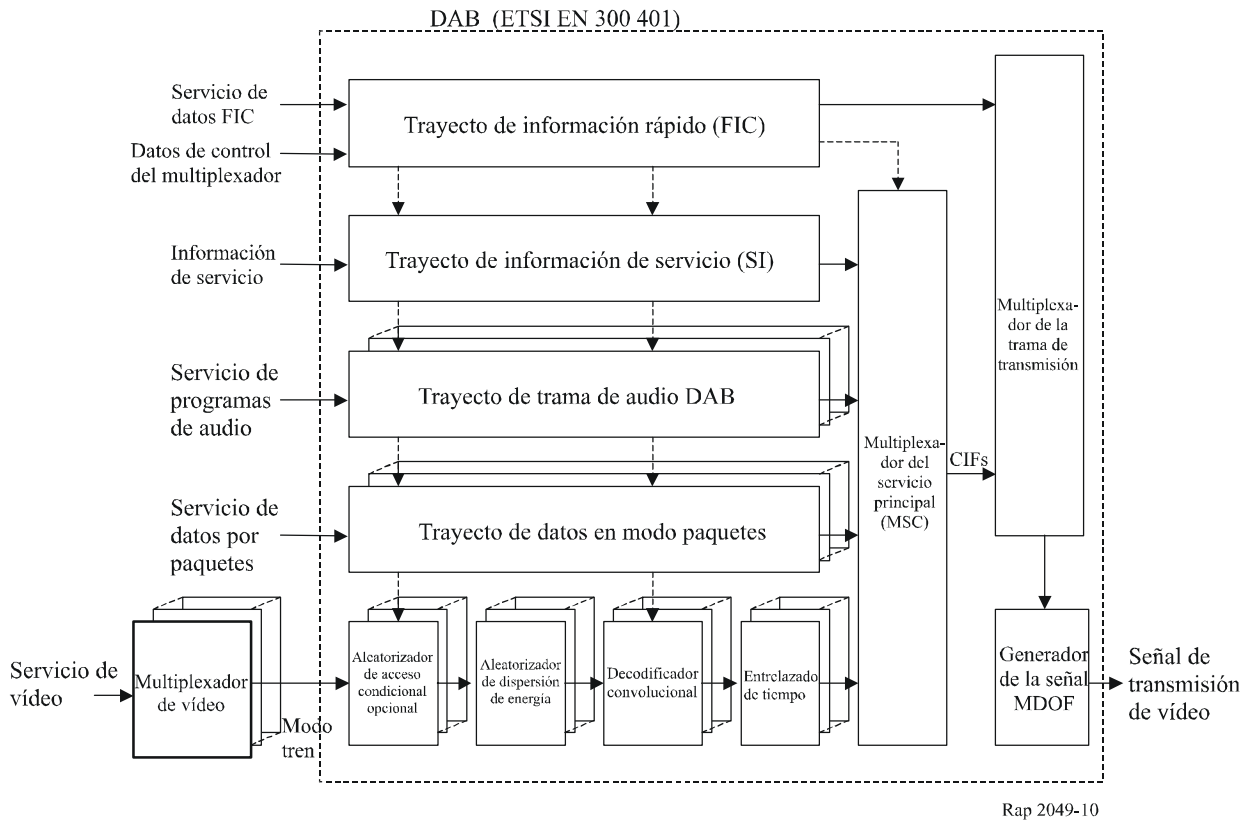 DAB (ETSI EN 300 401)
Servicio de
datos FIC
Trayecto de información rápido (FIC)
Datos de control
del multiplexador
Información
de servicio
Trayecto de información de servicio (SI)
Multiplexa-
dor de la
trama de
transmisión
Servicio de
programas
de audio
Trayecto de trama de audio DAB
Multiplexa-
dor del
servicio
principal
(MSC)
CIFs
Servicio de
datos por
paquetes
Trayecto de datos en modo paquetes
Servicio de
vídeo
Multiplexador
de vídeo
Modo
tren
Aleatorizador
de acceso
condicional
opcional
Aleatorizador
de dispersión
de energía
Decodificador
convolucional
Entrelazado
de tiempo
Generador
de la señal
MDOF
Señal de
transmisión
de vídeo
Rap 2049-10